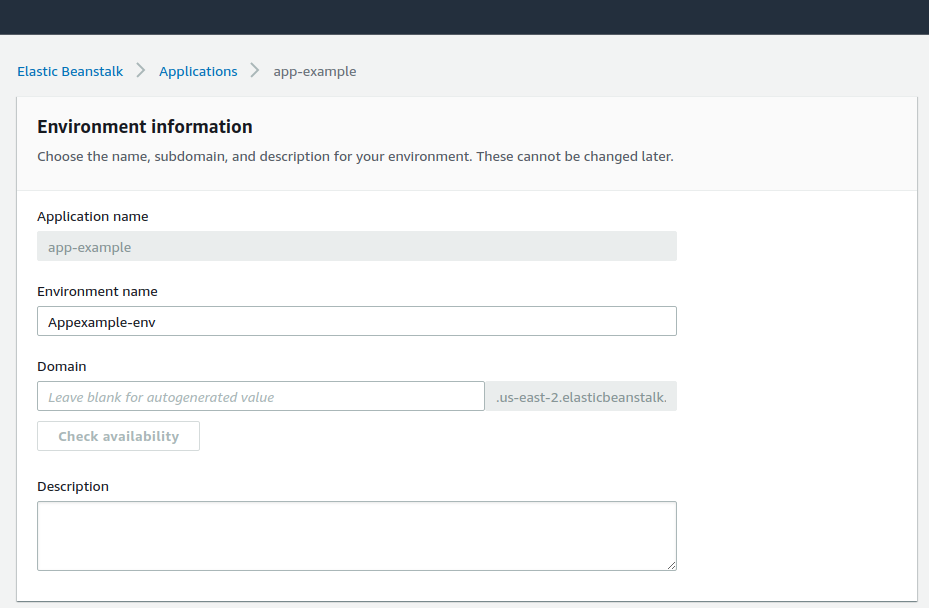 Elastic Beanstalk > Applications > app-example
Environment information
Choose the name, subdomain, and description for your environment. These cannot be changed later.
Application name
app-example
Environment name
Appexample-env
Domain
Leave blank for autogenerated value .us-east-2.elasticbeanstalk.
Check availability
Description